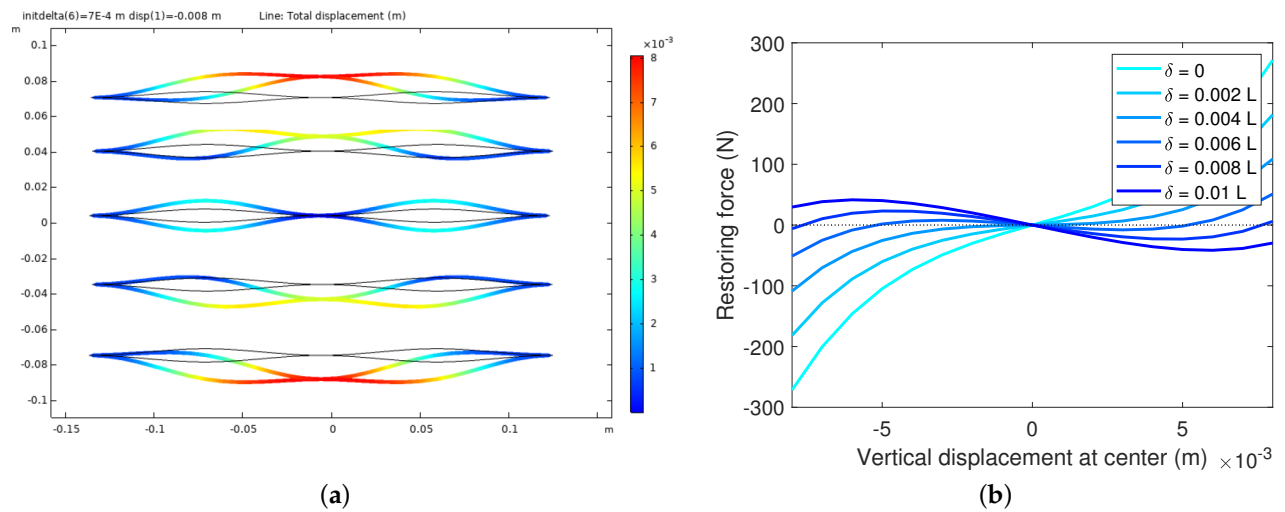 initdelta(6)=7E-4 m disp(1)=-0.008 m Line: Total displacement (m)
m
0.1
0.08
0.06
0.04
0.02
0
-0.02
-0.04
-0.06
-0.08
-0.1
-0.15 -0.1 -0.05 0 0.05 0.1 m
×10⁻³
8
7
6
5
4
3
2
1
(a)
300
200
100
0
-100
-200
-300
Restoring force (N)
-5 0 5
Vertical displacement at center (m) ×10⁻³
δ = 0
δ = 0.002 L
δ = 0.004 L
δ = 0.006 L
δ = 0.008 L
δ = 0.01 L
(b)